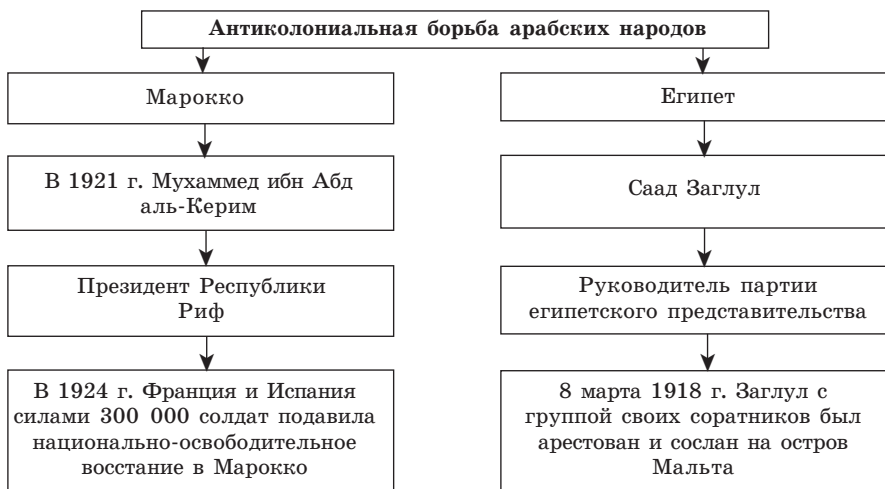 Антиколониальная борьба арабских народов
Марокко
Египет
В 1921 г. Мухаммед ибн Абд
аль-Керим
Саад Заглул
Президент Республики
Риф
Руководитель партии
египетского представительства
В 1924 г. Франция и Испания
силами 300 000 солдат подавила
национально-освободительное
восстание в Марокко
8 марта 1918 г. Заглул с
группой своих соратников был
арестован и сослан на остров
Мальта